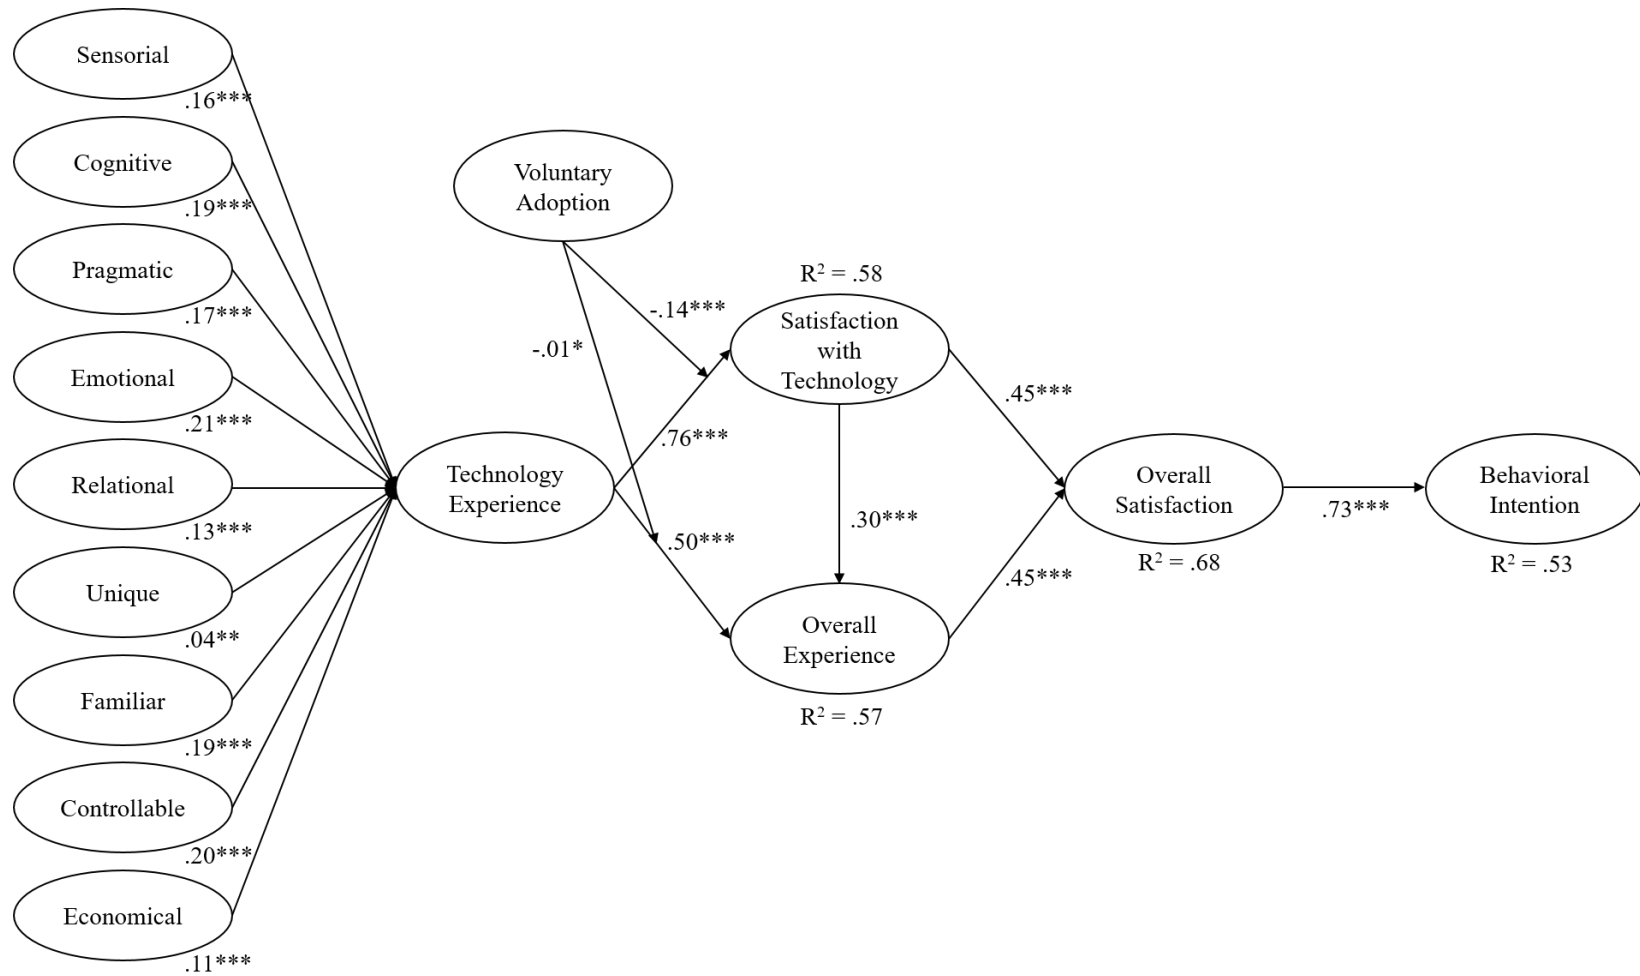 Sensorial
.16***
Cognitive
.19***
Pragmatic
.17***
Emotional
.21***
Relational
.13***
Unique
.04**
Familiar
.19***
Controllable
.20***
Economical
.11***
Technology
Experience
Voluntary
Adoption
-.14***
-.01*
.76***
.50***
R² = .58
Satisfaction
with
Technology
.30***
Overall
Experience
R² = .57
.45***
.45***
Overall
Satisfaction
R² = .68
.73***
Behavioral
Intention
R² = .53